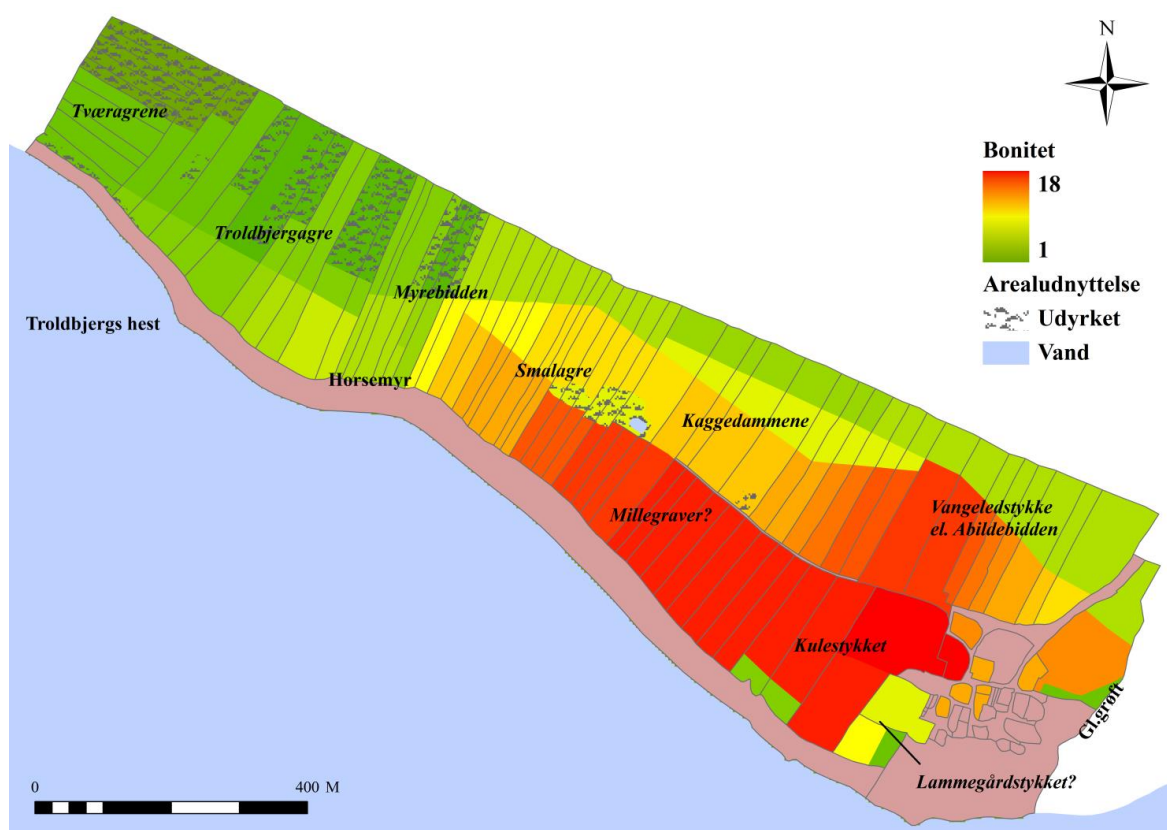 N
Bonitet
18
1
Arealudnyttelse
Udyrket
Vand
Tværagrene
Troldbjergagre
Myrebidden
Troldbjergs hest
Horsemyr
Smalagre
Kaggedammene
Vangeledstykke
el. Abildebidden
Millegraver?
Kulestykket
Gl.grøft
Lammegårdstykket?
0
400 M